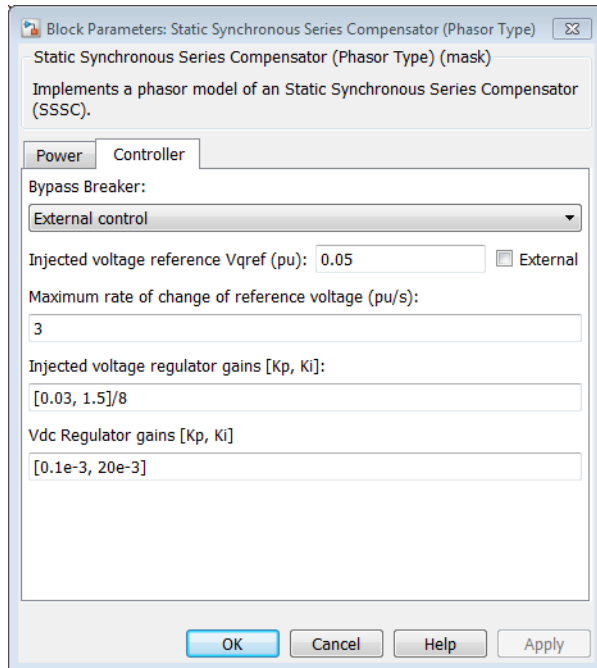 Block Parameters: Static Synchronous Series Compensator (Phasor Type)
Static Synchronous Series Compensator (Phasor Type) (mask)
Implements a phasor model of an Static Synchronous Series Compensator
(SSSC).
Power Controller
Bypass Breaker:
External control
Injected voltage reference Vqref (pu): 0.05 External
Maximum rate of change of reference voltage (pu/s):
3
Injected voltage regulator gains [Kp, Ki]:
[0.03, 1.5]/8
Vdc Regulator gains [Kp, Ki]
[0.1e-3, 20e-3]
OK Cancel Help Apply